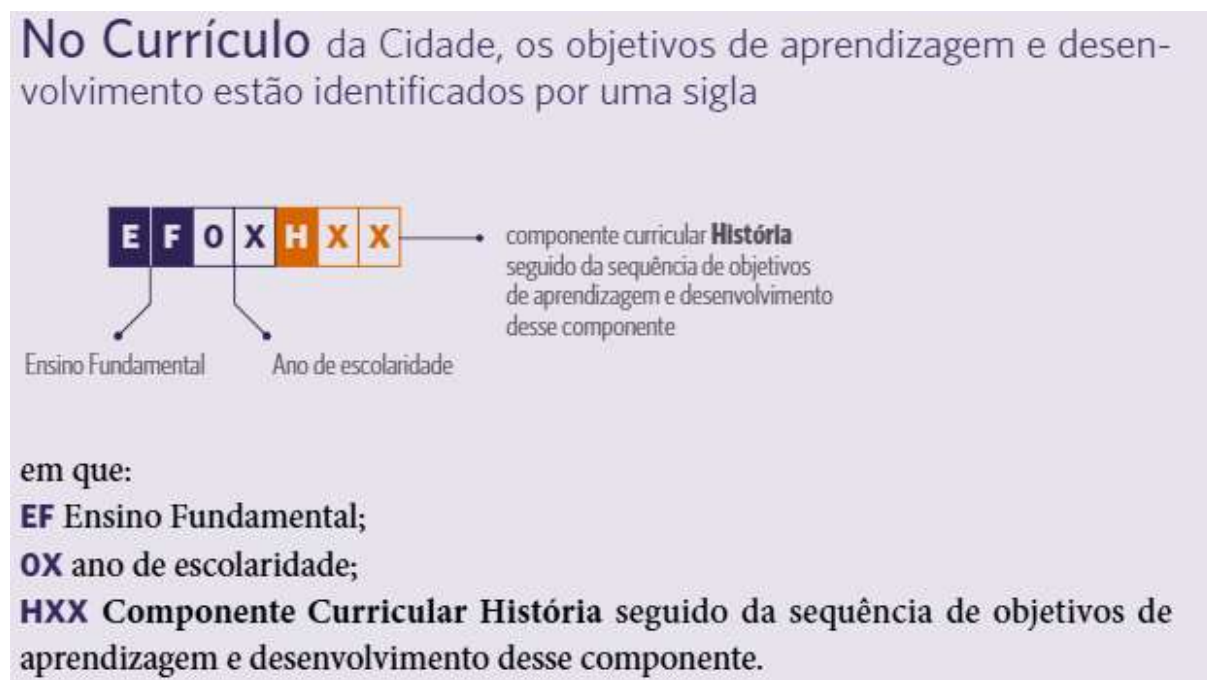 No Currículo da Cidade, os objetivos de aprendizagem e desen-
volvimento estão identificados por uma sigla
EF0XHXX
componente curricular História
seguido da sequência de objetivos
de aprendizagem e desenvolvimento
desse componente
Ensino Fundamental
Ano de escolaridade
em que:
EF Ensino Fundamental;
0X ano de escolaridade;
HXX Componente Curricular História seguido da sequência de objetivos de
aprendizagem e desenvolvimento desse componente.